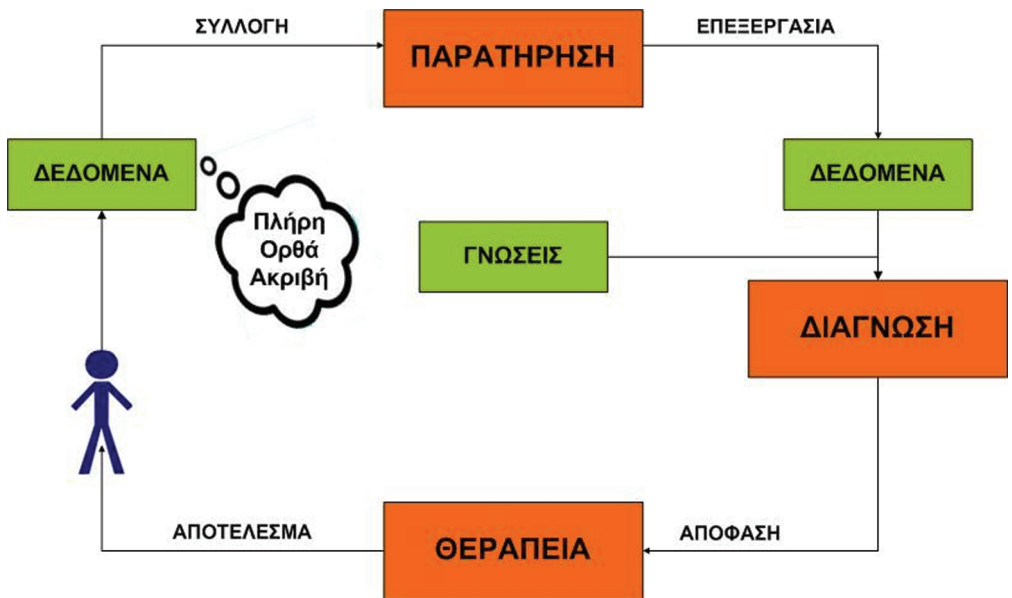 ΣΥΛΛΟΓΗ
ΠΑΡΑΤΗΡΗΣΗ
ΕΠΕΞΕΡΓΑΣΙΑ
ΔΕΔΟΜΕΝΑ
Πλήρη
Ορθά
Ακριβή
ΔΕΔΟΜΕΝΑ
ΓΝΩΣΕΙΣ
ΔΙΑΓΝΩΣΗ
ΑΠΟΤΕΛΕΣΜΑ
ΘΕΡΑΠΕΙΑ
ΑΠΟΦΑΣΗ